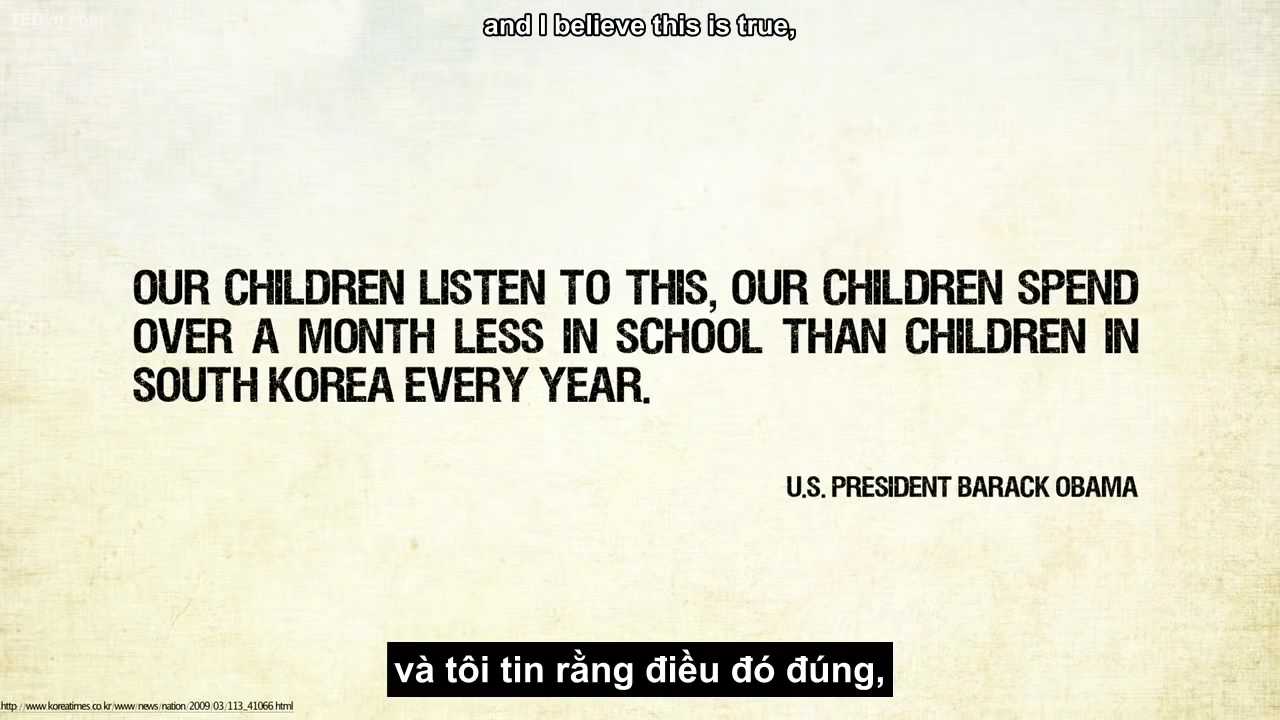 TEDvn.com
and I believe this is true,
OUR CHILDREN LISTEN TO THIS, OUR CHILDREN SPEND
OVER A MONTH LESS IN SCHOOL THAN CHILDREN IN
SOUTH KOREA EVERY YEAR.
U.S. PRESIDENT BARACK OBAMA
và tôi tin rằng điều đó đúng,
http://www.koreatimes.co.kr/www/news/nation/2009/03/113_41066.html